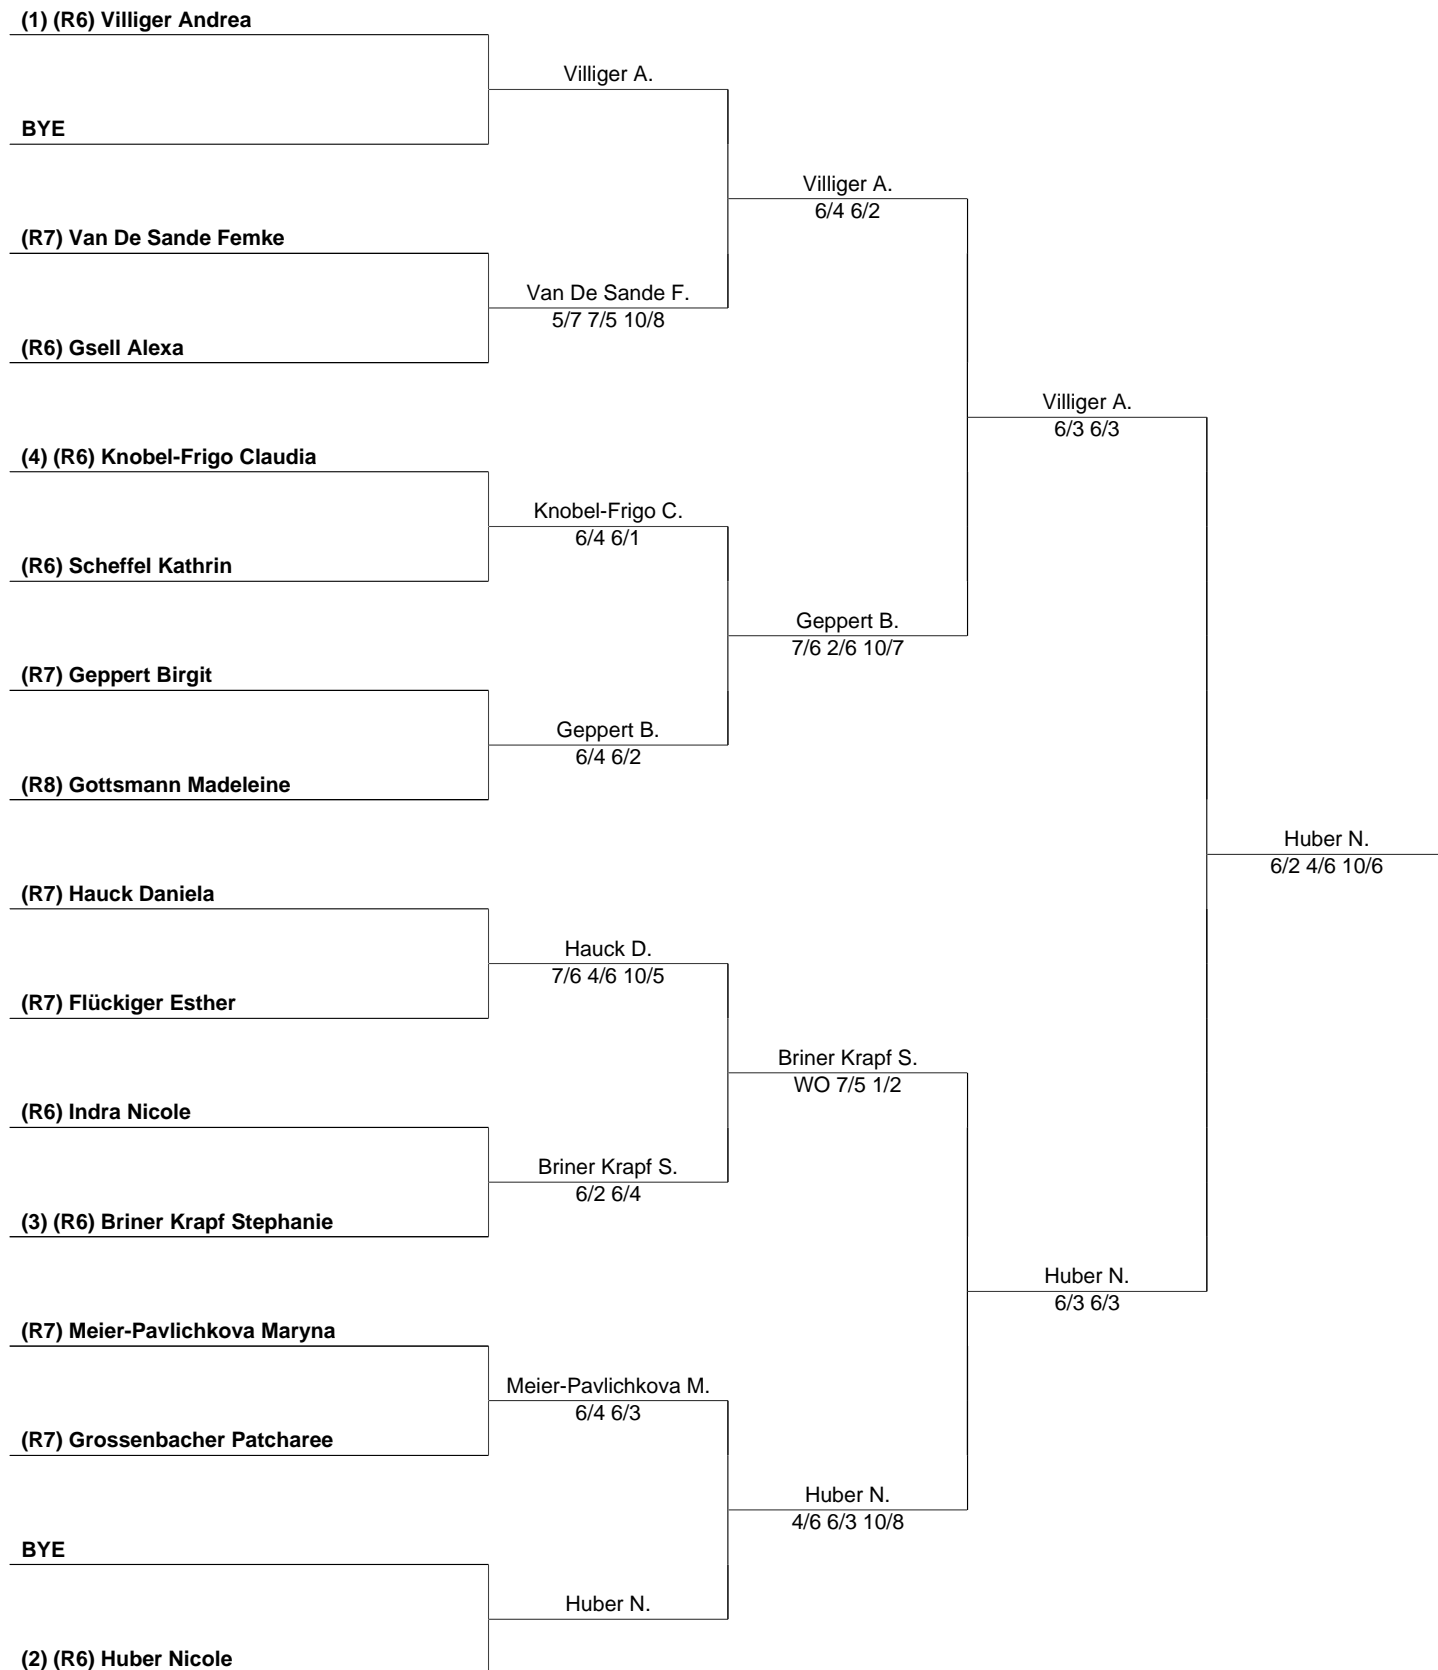 (1) (R6) Villiger Andrea
Villiger A.
BYE
Villiger A.
6/4 6/2
(R7) Van De Sande Femke
Van De Sande F.
5/7 7/5 10/8
(R6) Gsell Alexa
Villiger A.
6/3 6/3
(4) (R6) Knobel-Frigo Claudia
Knobel-Frigo C.
6/4 6/1
(R6) Scheffel Kathrin
Geppert B.
7/6 2/6 10/7
(R7) Geppert Birgit
Geppert B.
6/4 6/2
(R8) Gottsmann Madeleine
Huber N.
6/2 4/6 10/6
(R7) Hauck Daniela
Hauck D.
7/6 4/6 10/5
(R7) Flückiger Esther
Briner Krapf S.
WO 7/5 1/2
(R6) Indra Nicole
Briner Krapf S.
6/2 6/4
(3) (R6) Briner Krapf Stephanie
Huber N.
6/3 6/3
(R7) Meier-Pavlichkova Maryna
Meier-Pavlichkova M.
6/4 6/3
(R7) Grossenbacher Patcharee
Huber N.
4/6 6/3 10/8
BYE
Huber N.
(2) (R6) Huber Nicole